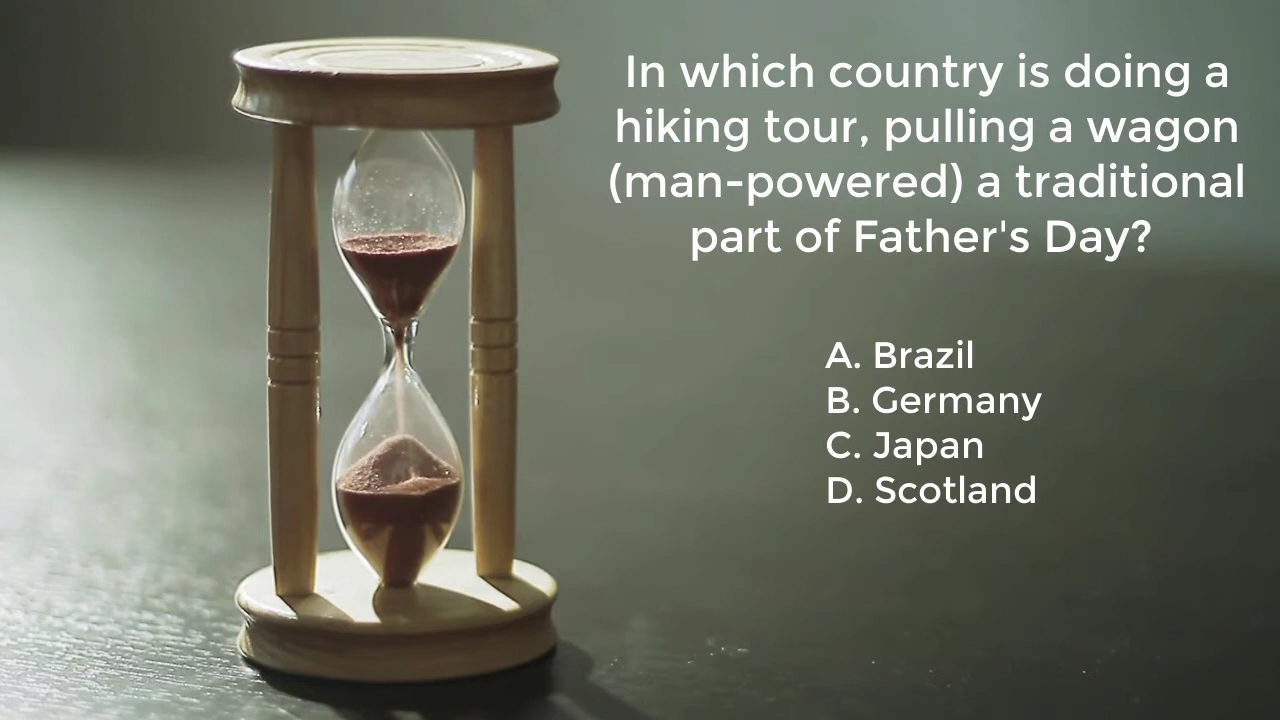 In which country is doing a
hiking tour, pulling a wagon
(man-powered) a traditional
part of Father's Day?
A. Brazil
B. Germany
C. Japan
D. Scotland